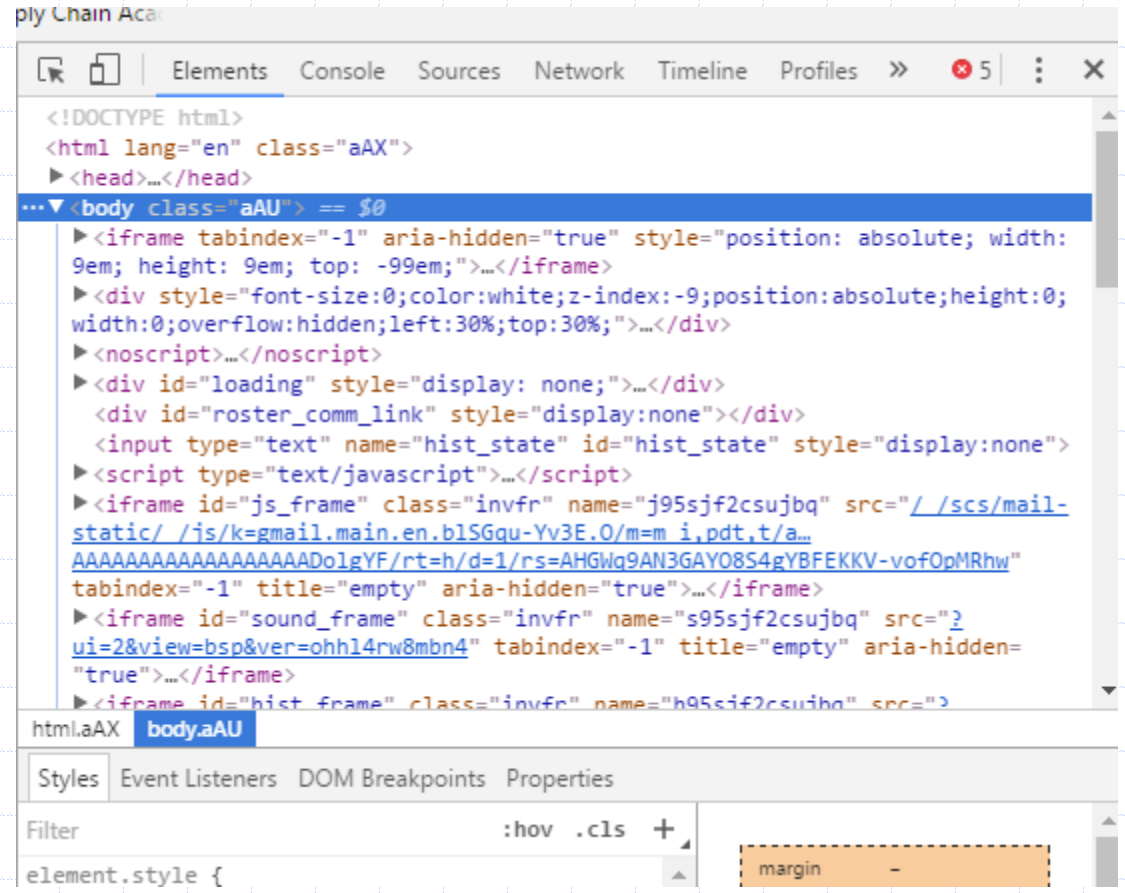 ply Chain Aca
Elements Console Sources Network Timeline Profiles » 5
<!DOCTYPE html>
<html lang="en" class="aAX">
<head>…</head>
<body class="aAU"> == $0
<iframe tabindex="-1" aria-hidden="true" style="position: absolute; width:
9em; height: 9em; top: -99em;">…</iframe>
<div style="font-size:0;color:white;z-index:-9;position:absolute;height:0;
width:0;overflow:hidden;left:30%;top:30%;">…</div>
<noscript>…</noscript>
<div id="loading" style="display: none;">…</div>
<div id="roster_comm_link" style="display:none"></div>
<input type="text" name="hist_state" id="hist_state" style="display:none">
<script type="text/javascript">…</script>
<iframe id="js_frame" class="invfr" name="j95sjf2csujbq" src="/_/scs/mail-
static/_/js/k=gmail.main.en.blSGqu-Yv3E.O/m=m_i,pdt,t/a…
AAAAAAAAAAAAAAAAAADolgYF/rt=h/d=1/rs=AHGWq9AN3GAYO8S4gYBFEKKV-vofOpMRhw"
tabindex="-1" title="empty" aria-hidden="true">…</iframe>
<iframe id="sound_frame" class="invfr" name="s95sjf2csujbq" src="?
ui=2&view=bsp&ver=ohhl4rw8mbn4" tabindex="-1" title="empty" aria-hidden=
"true">…</iframe>
<iframe id="hist_frame" class="invfr" name="h95sjf2csujbq" src="?
html.aAX body.aAU
Styles Event Listeners DOM Breakpoints Properties
Filter :hov .cls +
element.style {
margin -